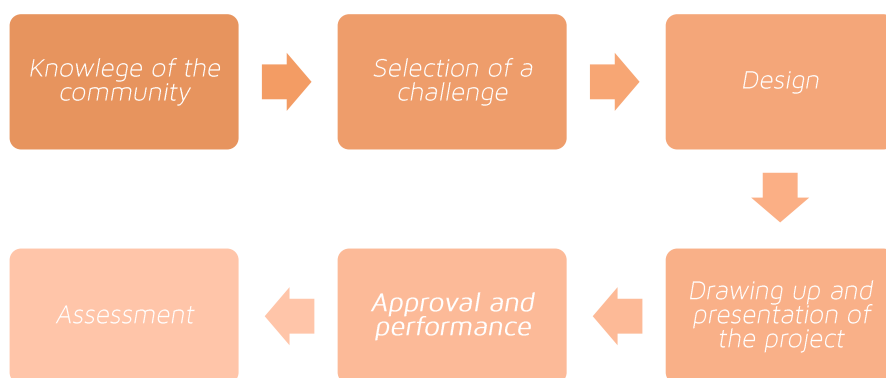 Knowlege of the
community
Selection of a
challenge
Design
Drawing up and
presentation of
the project
Approval and
performance
Assessment